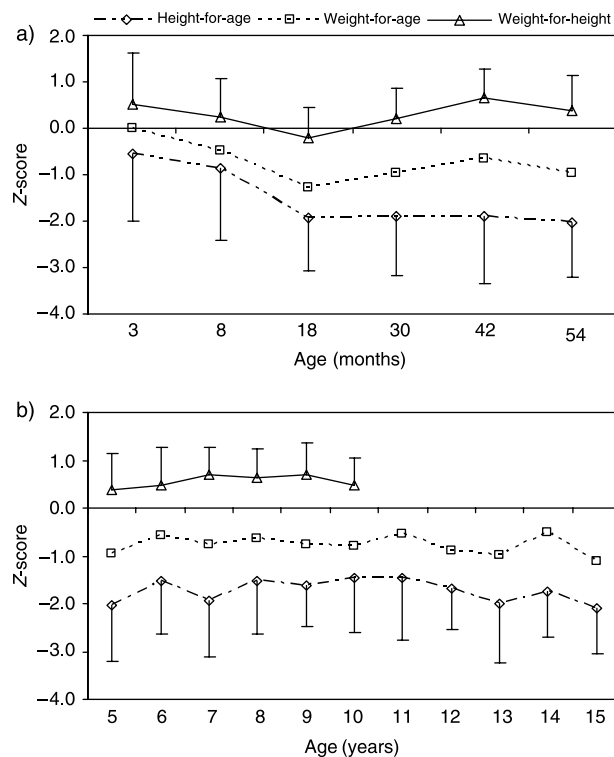 Height-for-age Weight-for-age Weight-for-height
a)
2.0
1.0
0.0
−1.0
−2.0
−3.0
−4.0
Z-score
3 8 18 30 42 54
Age (months)
b)
2.0
1.0
0.0
−1.0
−2.0
−3.0
−4.0
Z-score
5 6 7 8 9 10 11 12 13 14 15
Age (years)